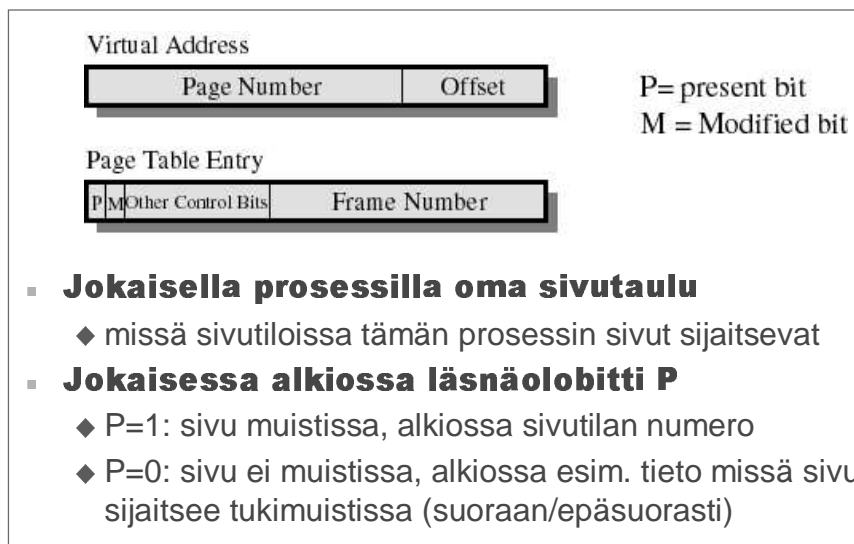 Virtual Address
Page Number Offset
P= present bit
M = Modified bit
Page Table Entry
P M Other Control Bits Frame Number
Jokaisella prosessilla oma sivutaulu
missä sivutiloissa tämän prosessin sivut sijaitsevat
Jokaisessa alkiossa läsnäolobitti P
P=1: sivu muistissa, alkiossa sivutilan numero
P=0: sivu ei muistissa, alkiossa esim. tieto missä sivu
sijaitsee tukimuistissa (suoraan/epäsuorasti)